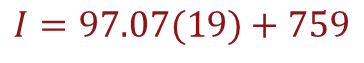 I = 97.07(19) + 759